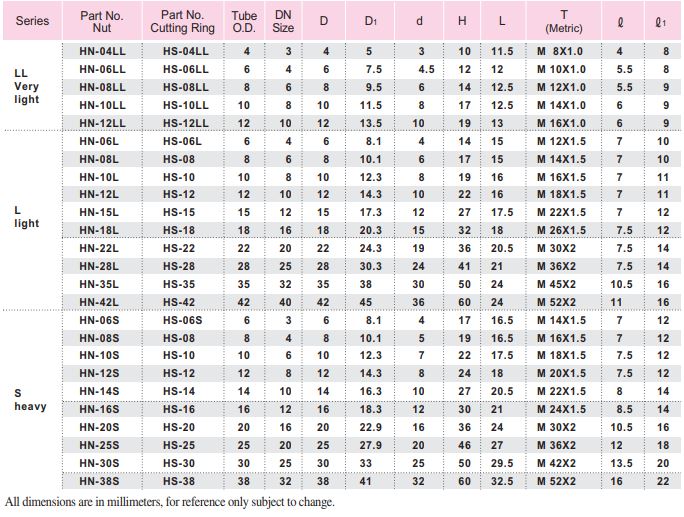 Series Part No. Nut Part No. Cutting Ring Tube O.D. DN Size D D1 d H L T (Metric) ℓ ℓ1
LL Very light
HN-04LL HS-04LL 4 3 4 5 3 10 11.5 M 8X1.0 4 8
HN-06LL HS-06LL 6 4 6 7.5 4.5 12 12 M 10X1.0 5.5 8
HN-08LL HS-08LL 8 6 8 9.5 6 14 12.5 M 12X1.0 5.5 9
HN-10LL HS-10LL 10 8 10 11.5 8 17 12.5 M 14X1.0 6 9
HN-12LL HS-12LL 12 10 12 13.5 10 19 13 M 16X1.0 6 9
L light
HN-06L HS-06L 6 4 6 8.1 4 14 15 M 12X1.5 7 10
HN-08L HS-08 8 6 8 10.1 6 17 15 M 14X1.5 7 10
HN-10L HS-10 10 8 10 12.3 8 19 16 M 16X1.5 7 11
HN-12L HS-12 12 10 12 14.3 10 22 16 M 18X1.5 7 11
HN-15L HS-15 15 12 15 17.3 12 27 17.5 M 22X1.5 7 12
HN-18L HS-18 18 16 18 20.3 15 32 18 M 26X1.5 7.5 12
HN-22L HS-22 22 20 22 24.3 19 36 20.5 M 30X2 7.5 14
HN-28L HS-28 28 25 28 30.3 24 41 21 M 36X2 7.5 14
HN-35L HS-35 35 32 35 38 30 50 24 M 45X2 10.5 16
HN-42L HS-42 42 40 42 45 36 60 24 M 52X2 11 16
S heavy
HN-06S HS-06S 6 3 6 8.1 4 17 16.5 M 14X1.5 7 12
HN-08S HS-08 8 4 8 10.1 5 19 16.5 M 16X1.5 7 12
HN-10S HS-10 10 6 10 12.3 7 22 17.5 M 18X1.5 7.5 12
HN-12S HS-12 12 8 12 14.3 8 24 18 M 20X1.5 7.5 12
HN-14S HS-14 14 10 14 16.3 10 27 20.5 M 22X1.5 8 14
HN-16S HS-16 16 12 16 18.3 12 30 21 M 24X1.5 8.5 14
HN-20S HS-20 20 16 20 22.9 16 36 24 M 30X2 10.5 16
HN-25S HS-25 25 20 25 27.9 20 46 27 M 36X2 12 18
HN-30S HS-30 30 25 30 33 25 50 29.5 M 42X2 13.5 20
HN-38S HS-38 38 32 38 41 32 60 32.5 M 52X2 16 22
All dimensions are in millimeters, for reference only subject to change.